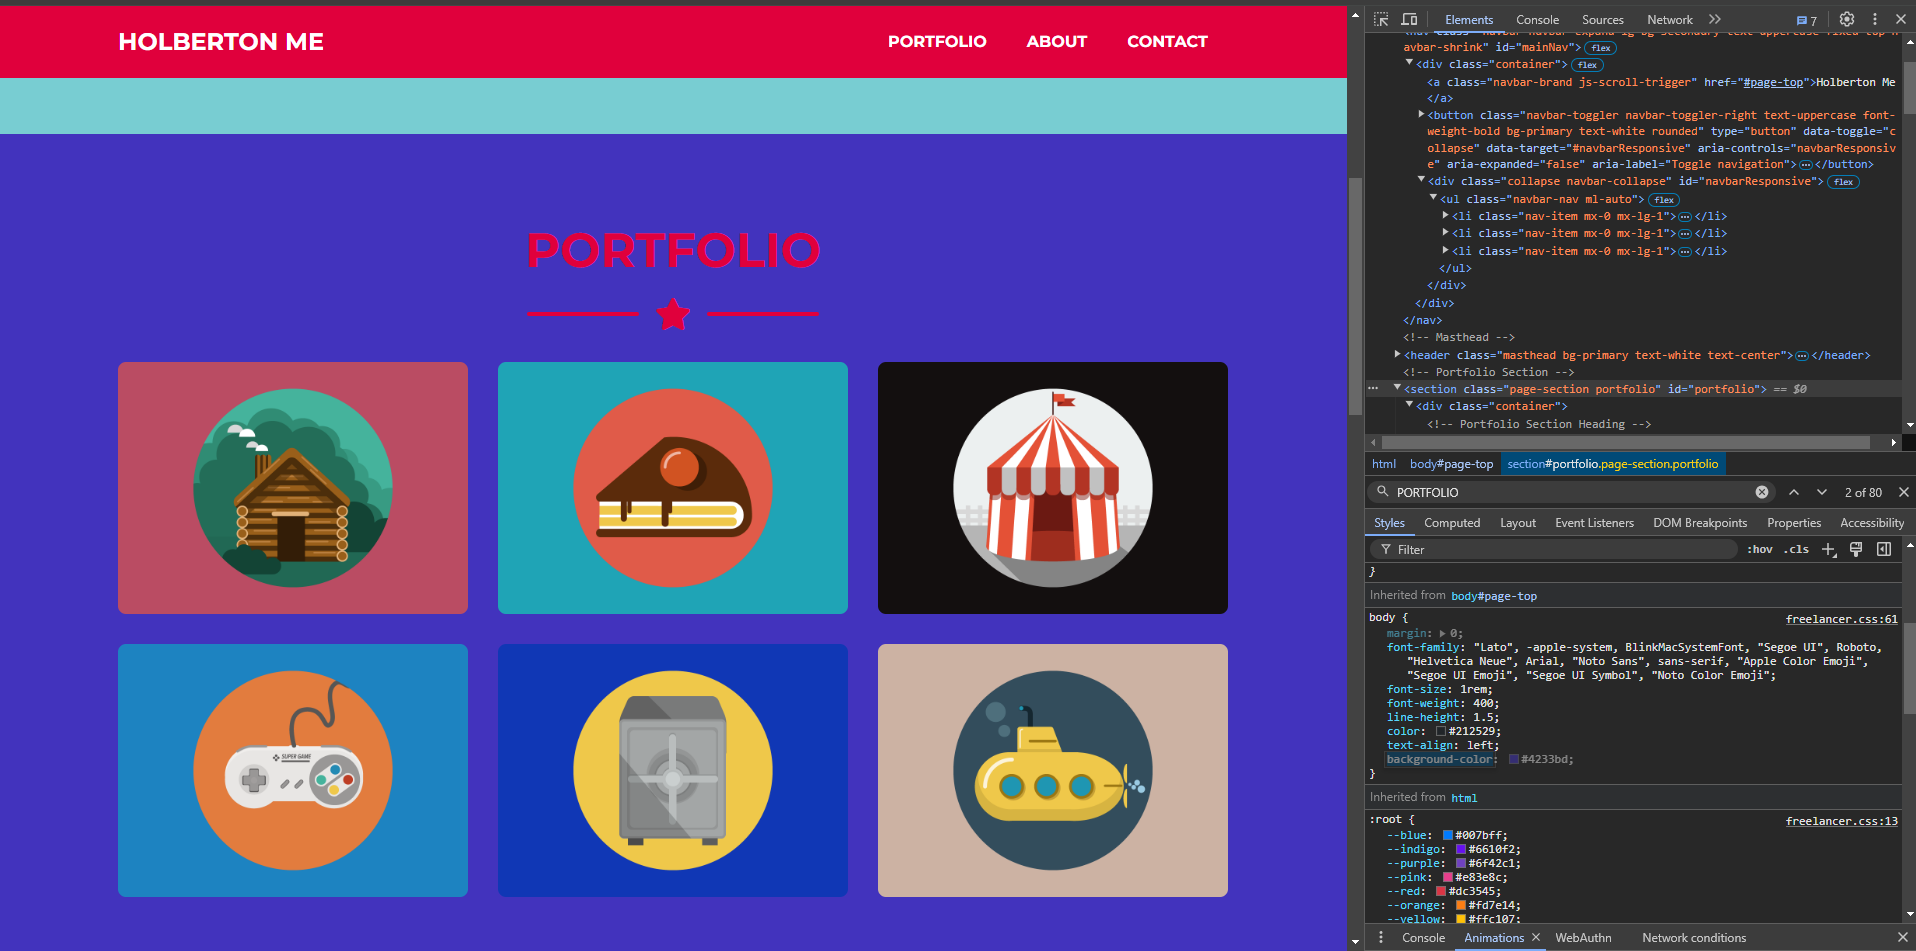 HOLBERTON ME
PORTFOLIO ABOUT CONTACT
PORTFOLIO
SUPER GAME
Elements Console Sources Network 7
avbar-shrink" id="mainNav"> flex
<div class="container"> flex
<a class="navbar-brand js-scroll-trigger" href="#page-top">Holberton Me
</a>
<button class="navbar-toggler navbar-toggler-right text-uppercase font-
weight-bold bg-primary text-white rounded" type="button" data-toggle="c
ollapse" data-target="#navbarResponsive" aria-controls="navbarResponsiv
e" aria-expanded="false" aria-label="Toggle navigation"> … </button>
<div class="collapse navbar-collapse" id="navbarResponsive"> flex
<ul class="navbar-nav ml-auto"> flex
<li class="nav-item mx-0 mx-lg-1"> … </li>
<li class="nav-item mx-0 mx-lg-1"> … </li>
<li class="nav-item mx-0 mx-lg-1"> … </li>
</ul>
</div>
</div>
</nav>
<!-- Masthead -->
<header class="masthead bg-primary text-white text-center"> … </header>
<!-- Portfolio Section -->
… <section class="page-section portfolio" id="portfolio"> == $0
<div class="container">
<!-- Portfolio Section Heading -->
html body#page-top section#portfolio.page-section.portfolio
PORTFOLIO 2 of 80
Styles Computed Layout Event Listeners DOM Breakpoints Properties Accessibility
Filter :hov .cls
}
Inherited from body#page-top
body { freelancer.css:61
margin: 0;
font-family: "Lato", -apple-system, BlinkMacSystemFont, "Segoe UI", Roboto,
"Helvetica Neue", Arial, "Noto Sans", sans-serif, "Apple Color Emoji",
"Segoe UI Emoji", "Segoe UI Symbol", "Noto Color Emoji";
font-size: 1rem;
font-weight: 400;
line-height: 1.5;
color: #212529;
text-align: left;
background-color: #4233bd;
}
Inherited from html
:root { freelancer.css:13
--blue: #007bff;
--indigo: #6610f2;
--purple: #6f42c1;
--pink: #e83e8c;
--red: #dc3545;
--orange: #fd7e14;
--yellow: #ffc107;
Console Animations WebAuthn Network conditions